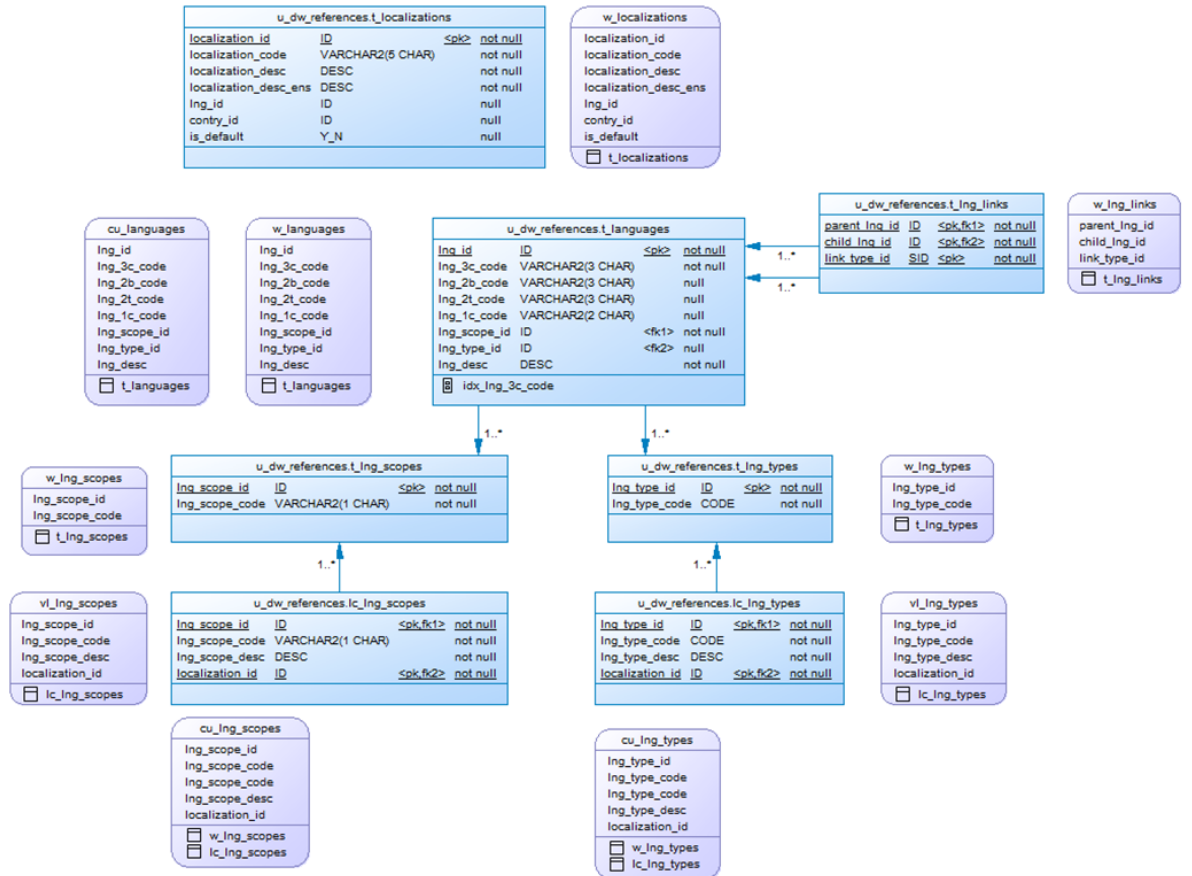 u_dw_references.t_localizations
localization_id ID <pk> not null
localization_code VARCHAR2(5 CHAR) not null
localization_desc DESC not null
localization_desc_ens DESC not null
lng_id ID null
contry_id ID null
is_default Y_N null
w_localizations
localization_id
localization_code
localization_desc
localization_desc_ens
lng_id
contry_id
is_default
t_localizations
cu_languages
lng_id
lng_3c_code
lng_2b_code
lng_2t_code
lng_1c_code
lng_scope_id
lng_type_id
lng_desc
t_languages
w_languages
lng_id
lng_3c_code
lng_2b_code
lng_2t_code
lng_1c_code
lng_scope_id
lng_type_id
lng_desc
t_languages
u_dw_references.t_languages
lng_id ID <pk> not null
lng_3c_code VARCHAR2(3 CHAR) not null
lng_2b_code VARCHAR2(3 CHAR) null
lng_2t_code VARCHAR2(3 CHAR) null
lng_1c_code VARCHAR2(2 CHAR) null
lng_scope_id ID <fk1> not null
lng_type_id ID <fk2> null
lng_desc DESC not null
idx_lng_3c_code
1..*
1..*
u_dw_references.t_lng_links
parent_lng_id ID <pk,fk1> not null
child_lng_id ID <pk,fk2> not null
link_type_id SID <pk> not null
w_lng_links
parent_lng_id
child_lng_id
link_type_id
t_lng_links
1..*
1..*
w_lng_scopes
lng_scope_id
lng_scope_code
t_lng_scopes
u_dw_references.t_lng_scopes
lng_scope_id ID <pk> not null
lng_scope_code VARCHAR2(1 CHAR) not null
u_dw_references.t_lng_types
lng_type_id ID <pk> not null
lng_type_code CODE not null
w_lng_types
lng_type_id
lng_type_code
t_lng_types
1..*
1..*
vl_lng_scopes
lng_scope_id
lng_scope_code
lng_scope_desc
localization_id
lc_lng_scopes
u_dw_references.lc_lng_scopes
lng_scope_id ID <pk,fk1> not null
lng_scope_code VARCHAR2(1 CHAR) not null
lng_scope_desc DESC not null
localization_id ID <pk,fk2> not null
u_dw_references.lc_lng_types
lng_type_id ID <pk,fk1> not null
lng_type_code CODE not null
lng_type_desc DESC not null
localization_id ID <pk,fk2> not null
vl_lng_types
lng_type_id
lng_type_code
lng_type_desc
localization_id
lc_lng_types
cu_lng_scopes
lng_scope_id
lng_scope_code
lng_scope_code
lng_scope_desc
localization_id
w_lng_scopes
lc_lng_scopes
cu_lng_types
lng_type_id
lng_type_code
lng_type_code
lng_type_desc
localization_id
w_lng_types
lc_lng_types